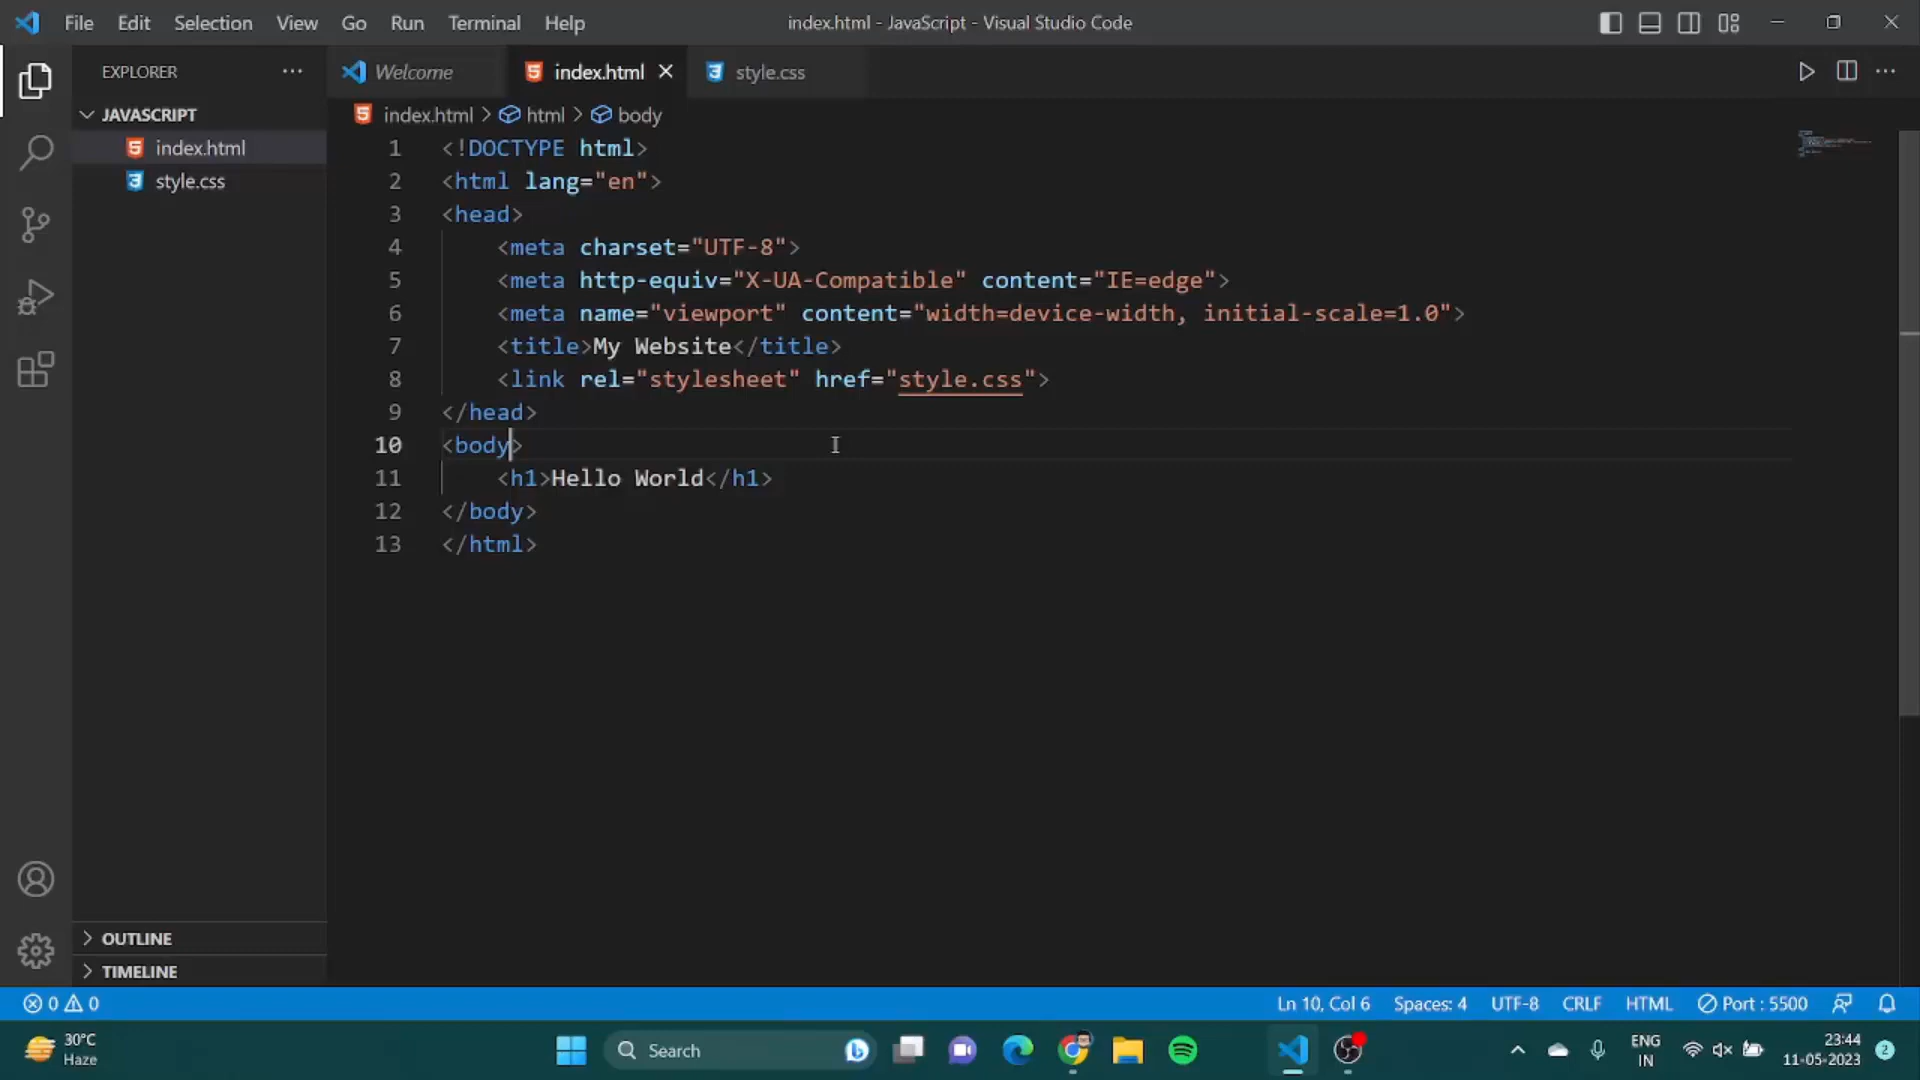 File Edit Selection View Go Run Terminal Help
index.html - JavaScript - Visual Studio Code
EXPLORER
Welcome
index.html
style.css
JAVASCRIPT
index.html
style.css
index.html > html > body
1 <!DOCTYPE html>
2 <html lang="en">
3 <head>
4 <meta charset="UTF-8">
5 <meta http-equiv="X-UA-Compatible" content="IE=edge">
6 <meta name="viewport" content="width=device-width, initial-scale=1.0">
7 <title>My Website</title>
8 <link rel="stylesheet" href="style.css">
9 </head>
10 <body>
11 <h1>Hello World</h1>
12 </body>
13 </html>
OUTLINE
TIMELINE
0 0
Ln 10, Col 6 Spaces: 4 UTF-8 CRLF HTML Port : 5500
30°C
Haze
Search
ENG
IN
23:44
11-05-2023
2